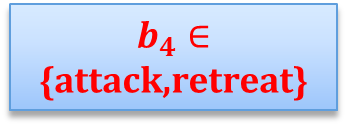 b₄ ∈
{attack,retreat}